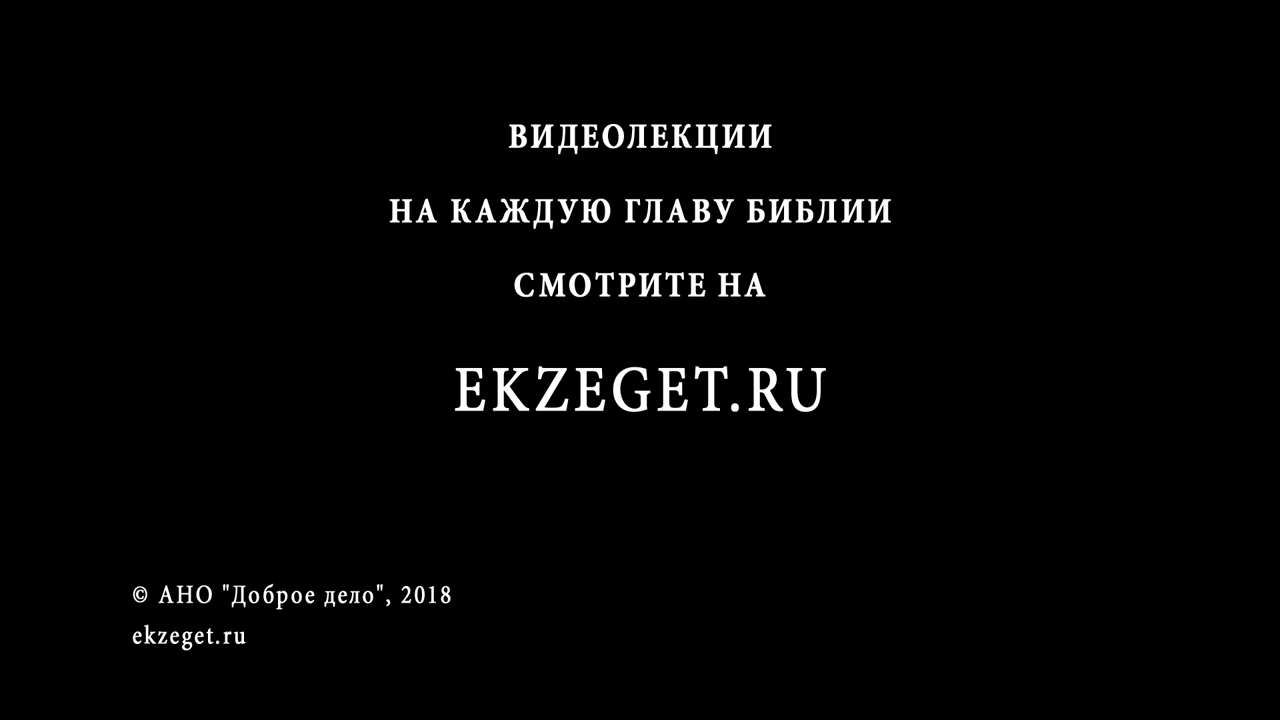 ВИДЕОЛЕКЦИИ
НА КАЖДУЮ ГЛАВУ БИБЛИИ
СМОТРИТЕ НА
EKZEGET.RU
© АНО "Доброе дело", 2018
ekzeget.ru